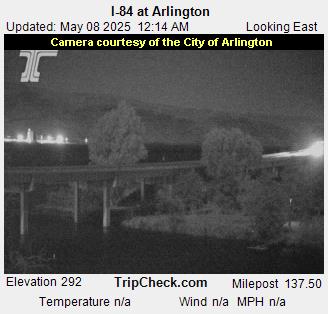 I-84 at Arlington
Updated: May 08 2025 12:14 AM Looking East
Camera courtesy of the City of Arlington
Elevation 292 TripCheck.com Milepost 137.50
Temperature n/a Wind n/a MPH n/a